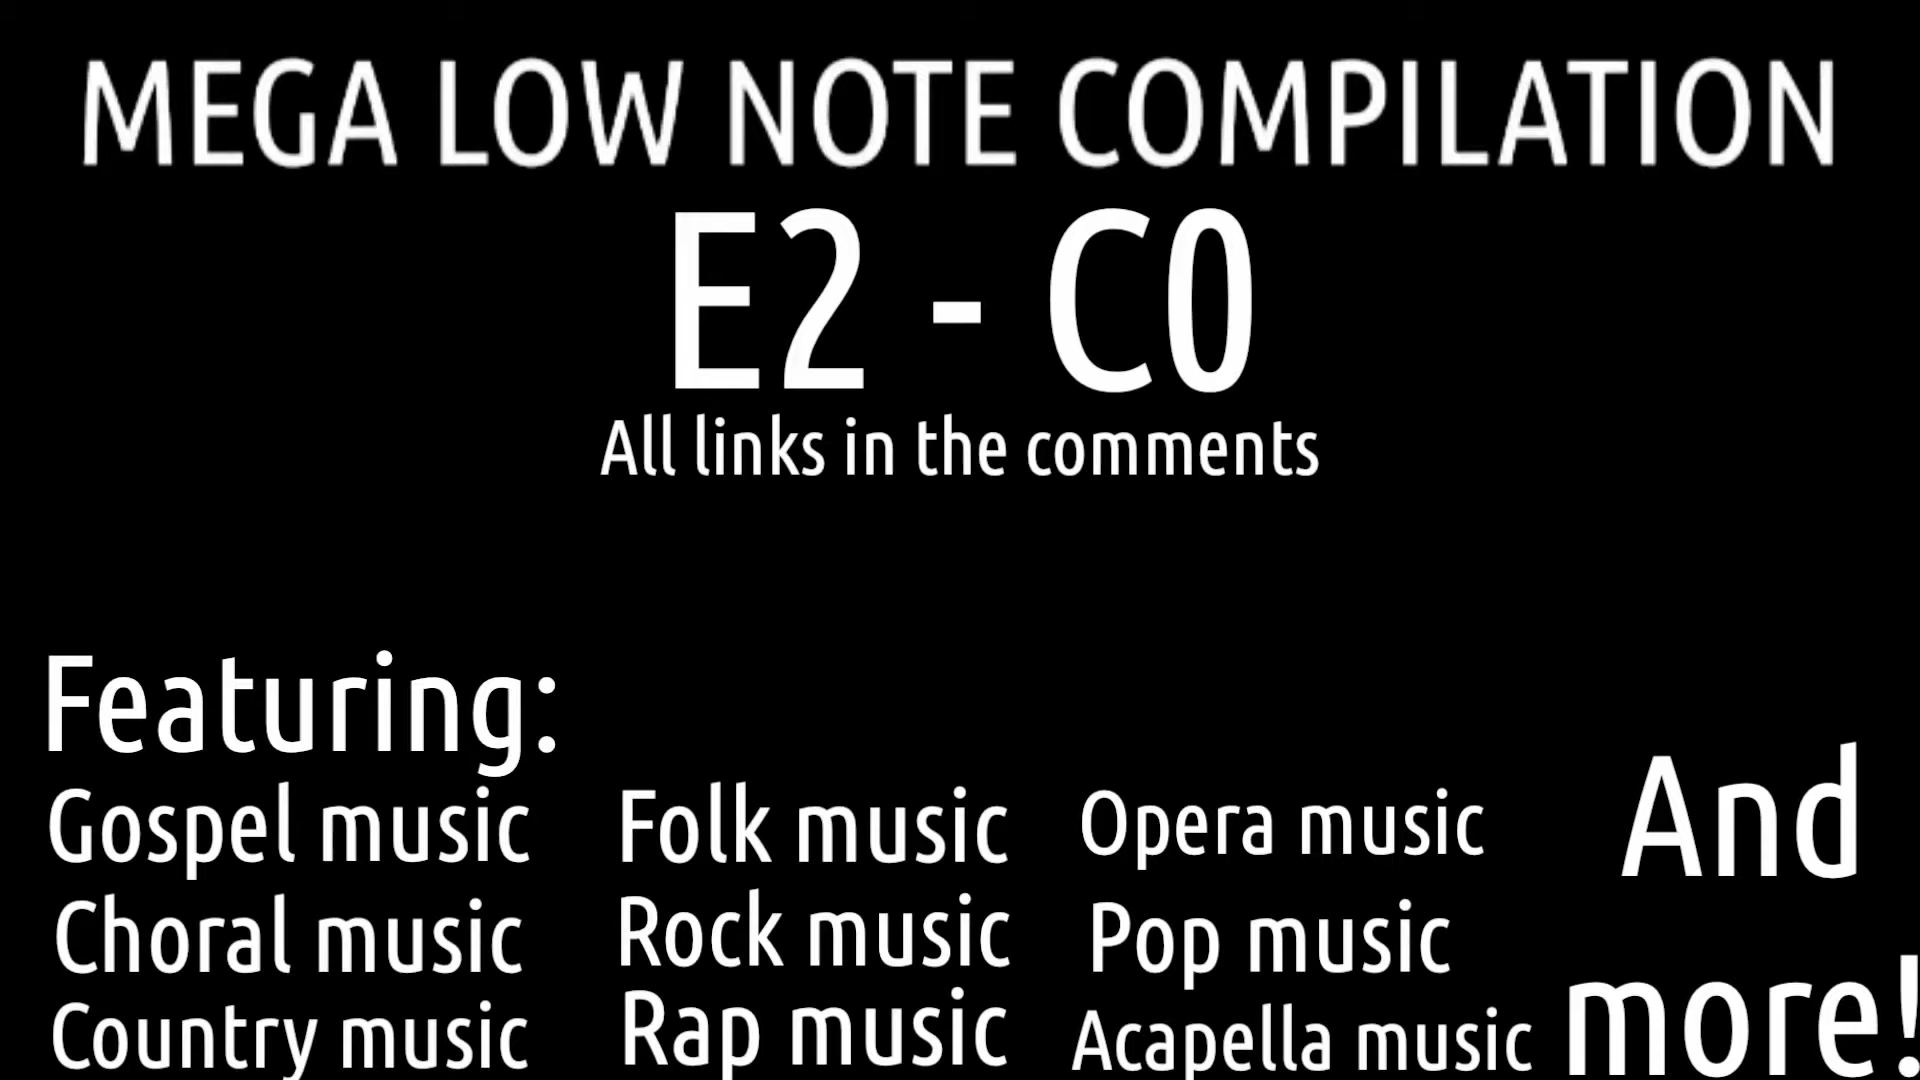 MEGA LOW NOTE COMPILATION
E2 - C0
All links in the comments
Featuring:
Gospel music
Choral music
Country music
Folk music
Rock music
Rap music
Opera music
Pop music
Acapella music
And
more!